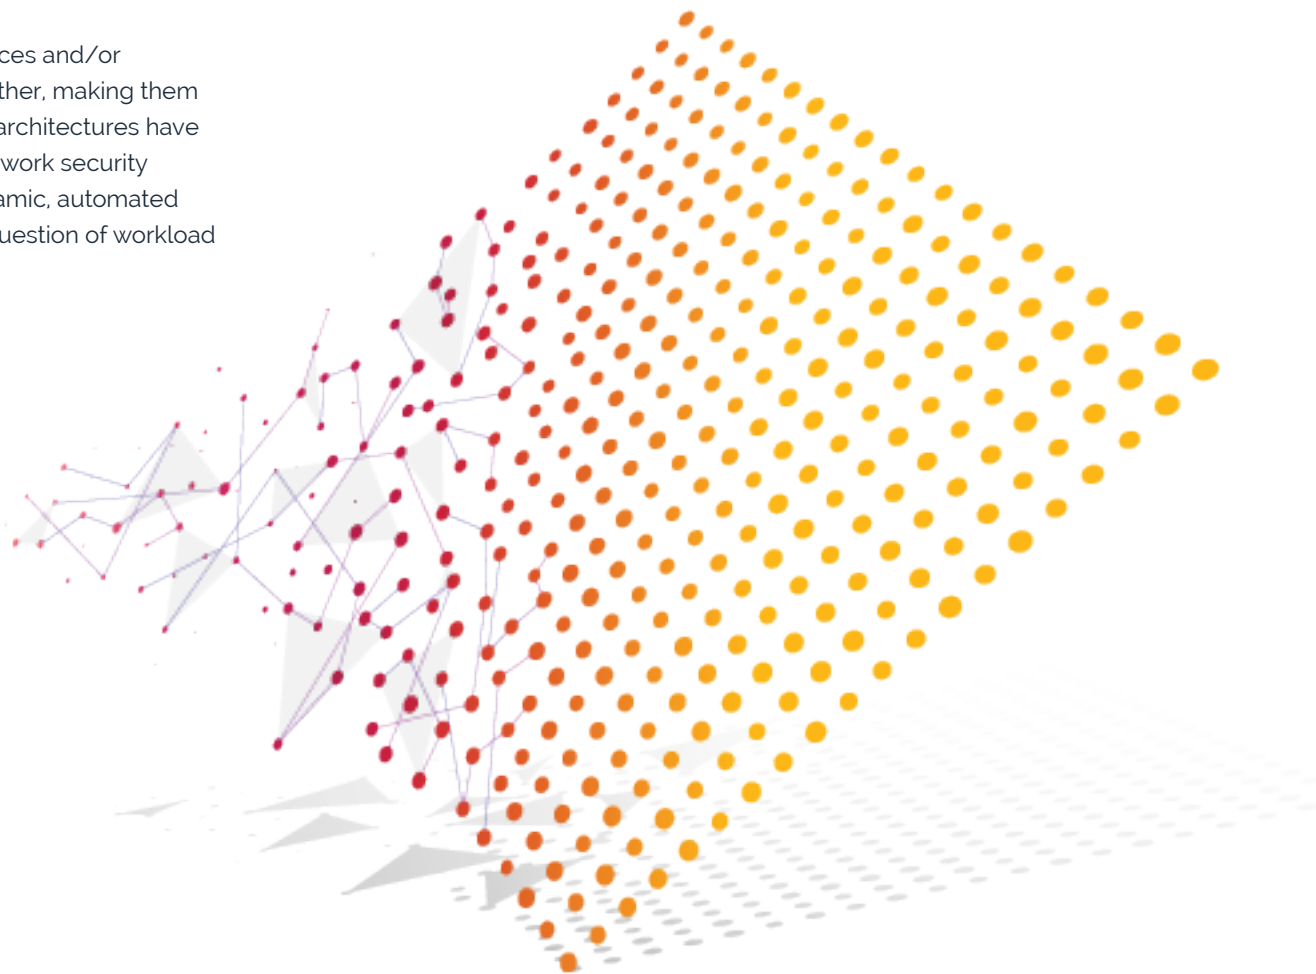 ces and/or
ther, making them
architectures have
work security
amic, automated
uestion of workload